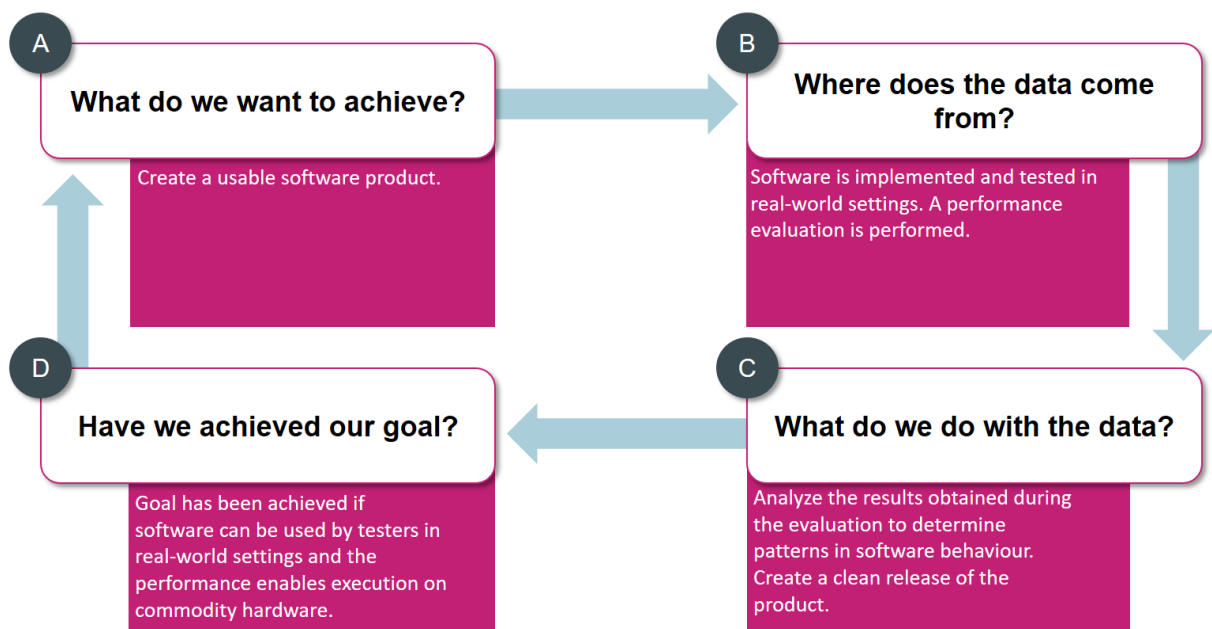 A
What do we want to achieve?
Create a usable software product.
B
Where does the data come
from?
Software is implemented and tested in
real-world settings. A performance
evaluation is performed.
C
What do we do with the data?
Analyze the results obtained during
the evaluation to determine
patterns in software behaviour.
Create a clean release of the
product.
D
Have we achieved our goal?
Goal has been achieved if
software can be used by testers in
real-world settings and the
performance enables execution on
commodity hardware.